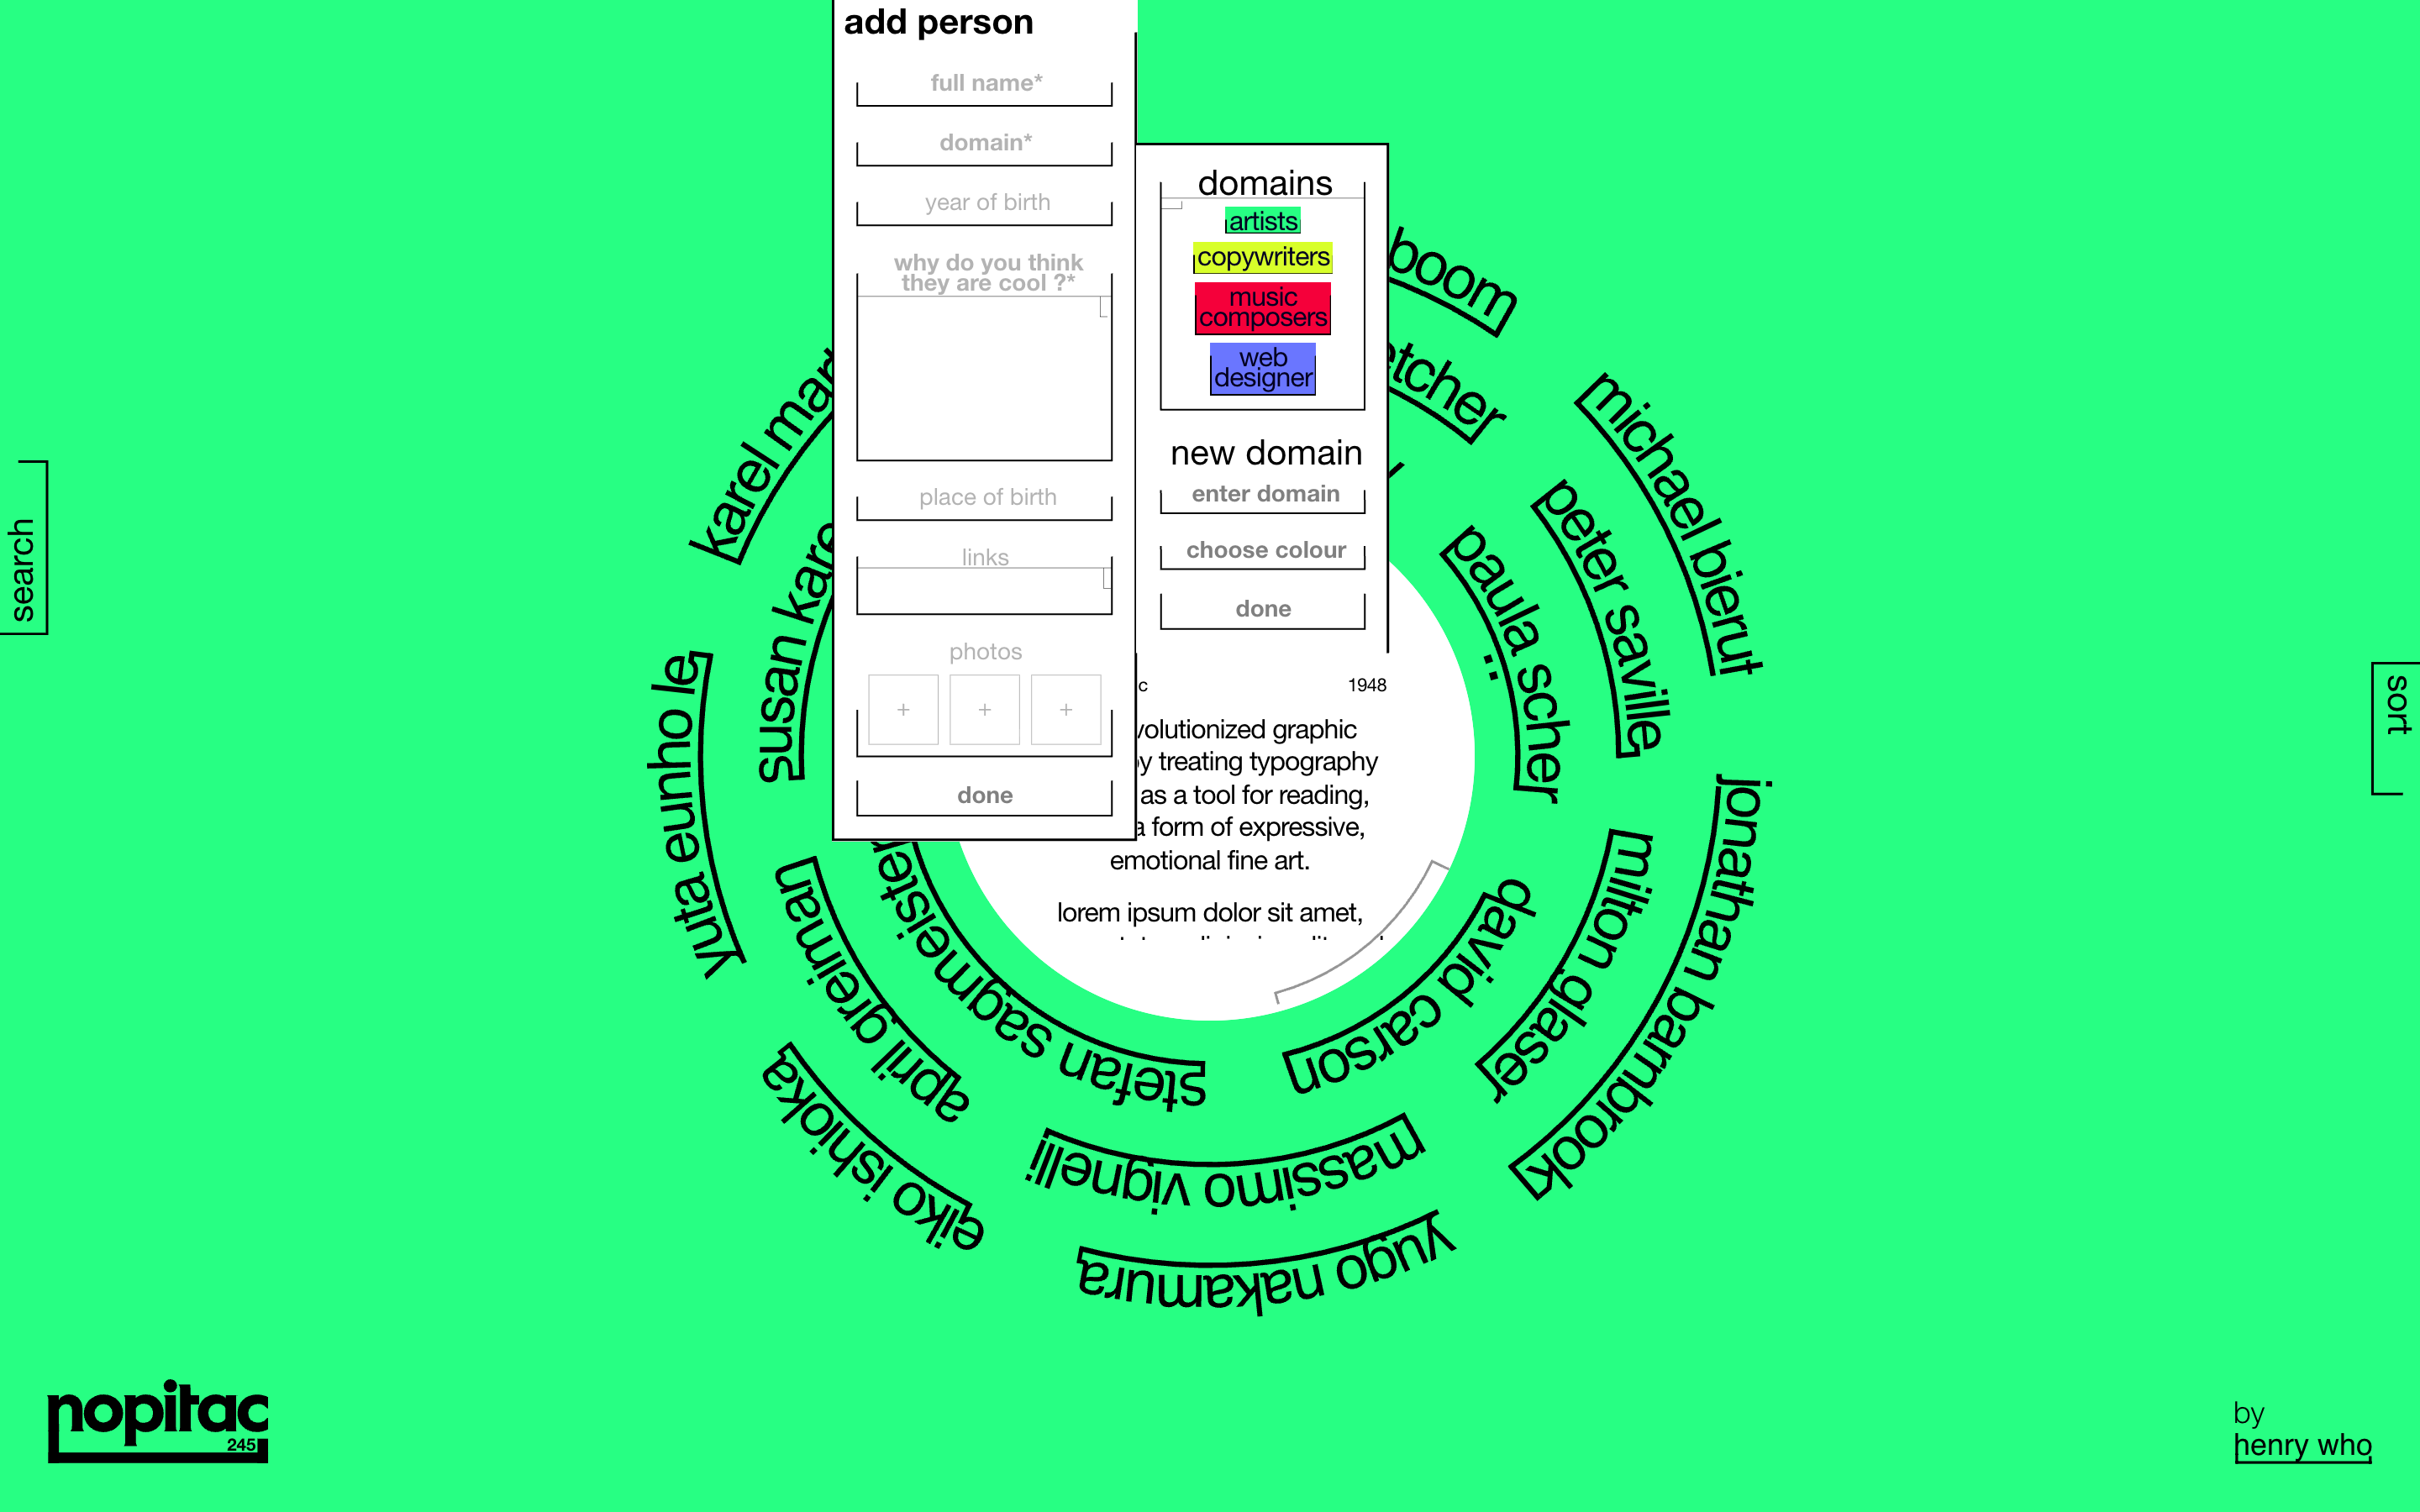 add person
full name*
domain*
year of birth
why do you think
they are cool ?*
place of birth
links
photos
+ + +
done
domains
artists
copywriters
music
composers
web
designer
new domain
enter domain
choose colour
done
1948
graphic
treating typography
as a tool for reading,
a form of expressive,
emotional fine art.
lorem ipsum dolor sit amet,
boom
michael bierut
peter saville
paula scher
jonathan barnbrook
milton glaser
david carson
stefan sagmeister
massimo vignelli
yugo nakamura
april greiman
eiko ishioka
yuta eunho le
susan kare
karel mar
search
sort
nopitac
245
by
henry who